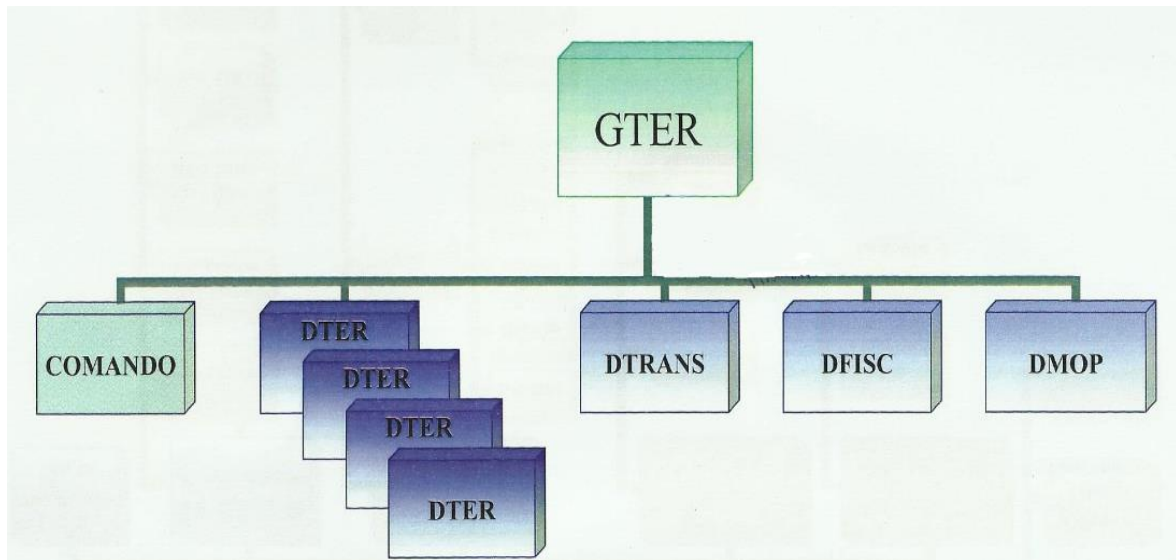 GTER
COMANDO
DTER
DTER
DTER
DTER
DTRANS
DFISC
DMOP